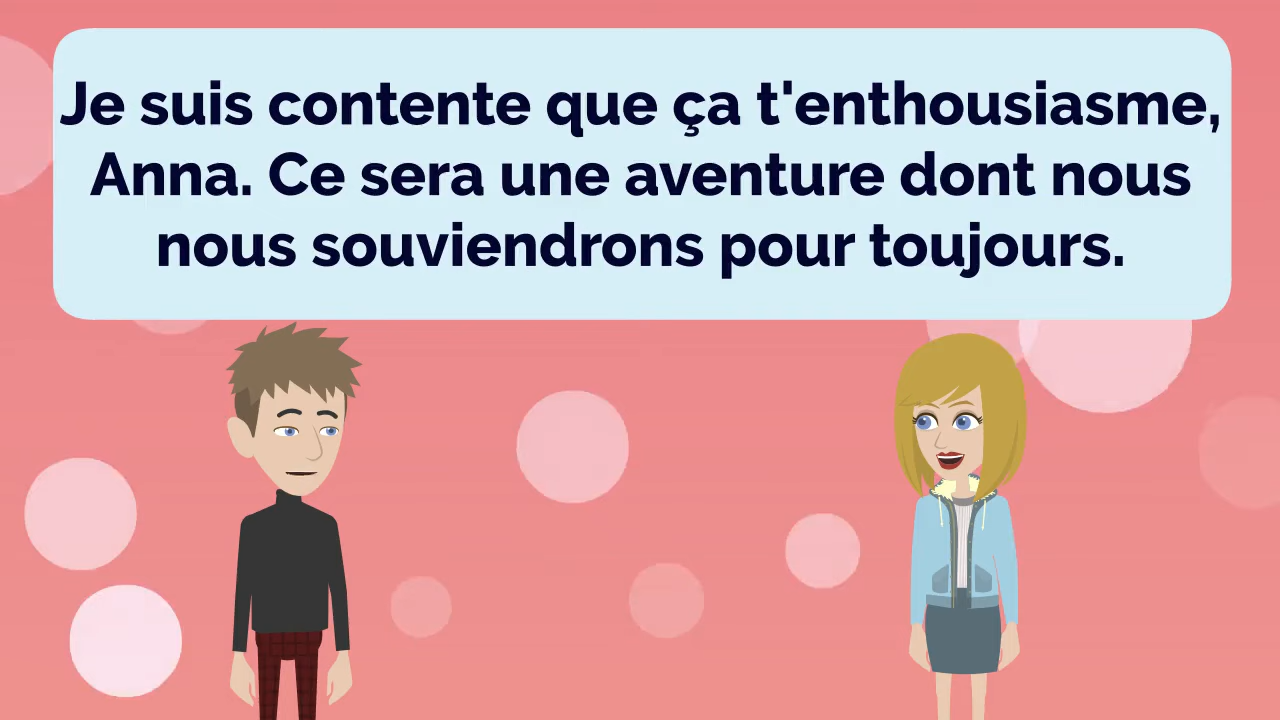 Je suis contente que ça t'enthousiasme,
Anna. Ce sera une aventure dont nous
nous souviendrons pour toujours.